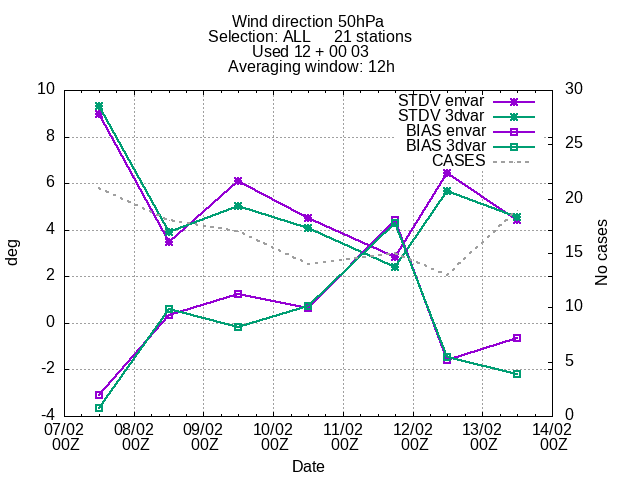 Wind direction 50hPa
Selection: ALL 21 stations
Used 12 + 00 03
Averaging window: 12h
STDV envar
STDV 3dvar
BIAS envar
BIAS 3dvar
CASES
deg
10
8
6
4
2
0
-2
-4
No cases
30
25
20
15
10
5
0
07/02 08/02 09/02 10/02 11/02 12/02 13/02 14/02
00Z 00Z 00Z 00Z 00Z 00Z 00Z 00Z
Date